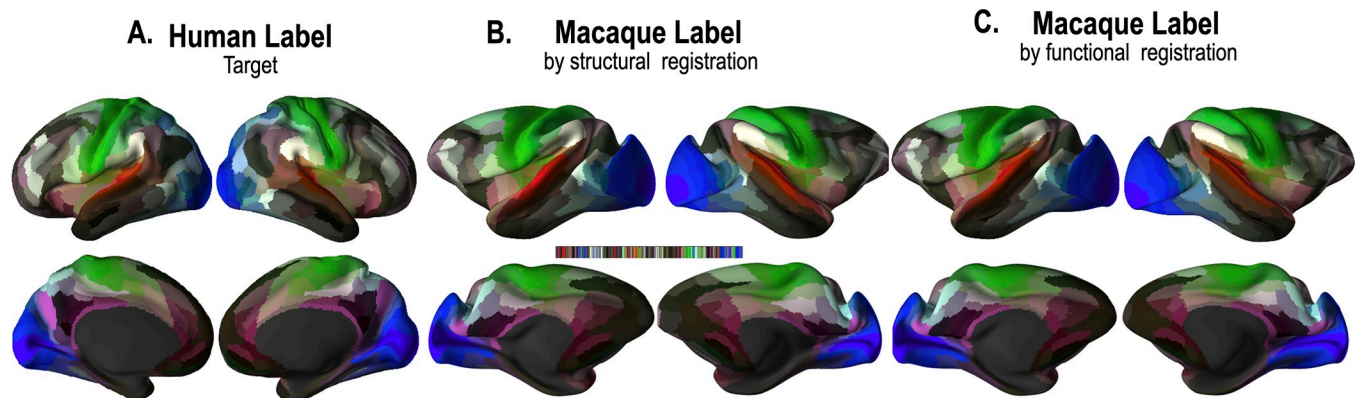 A. Human Label
Target
B. Macaque Label
by structural registration
C. Macaque Label
by functional registration